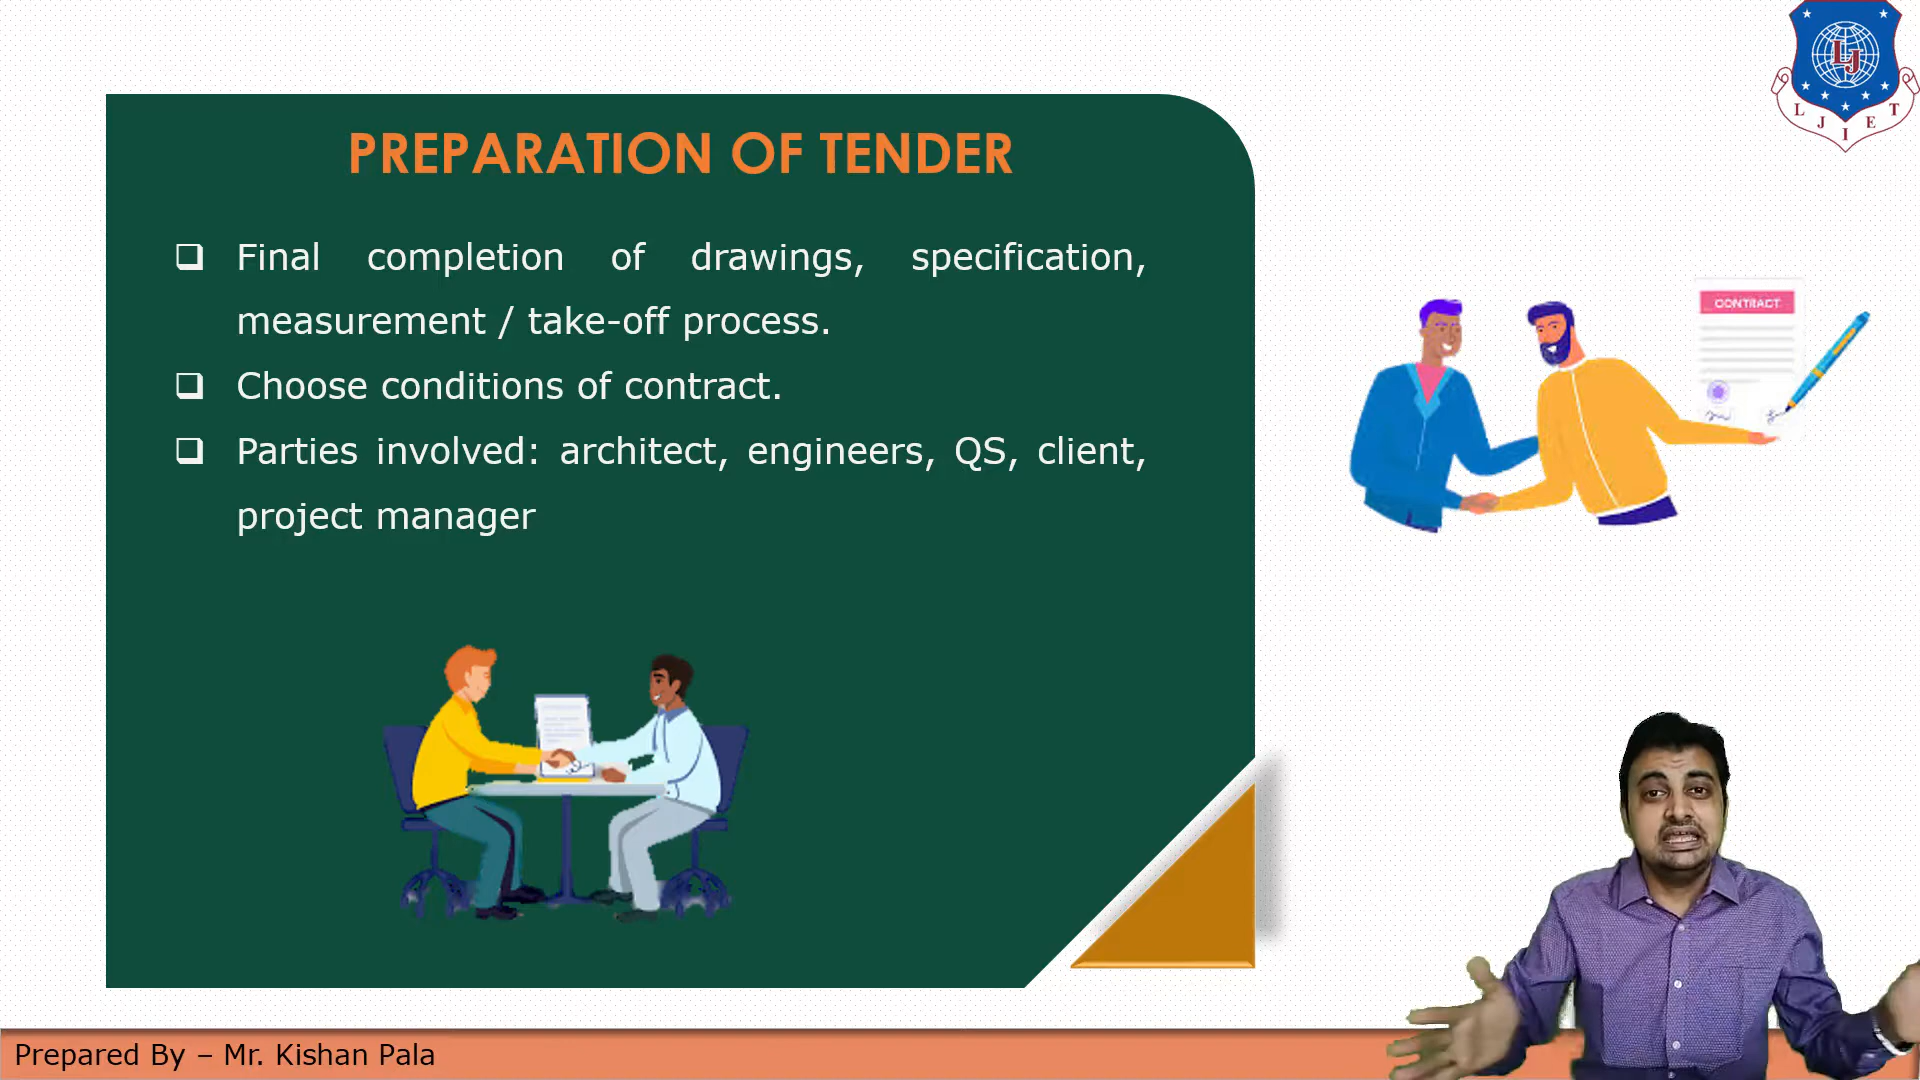 PREPARATION OF TENDER
❑ Final completion of drawings, specification,
measurement / take-off process.
❑ Choose conditions of contract.
❑ Parties involved: architect, engineers, QS, client,
project manager
CONTRACT
LJ
L J I E T
Prepared By – Mr. Kishan Pala